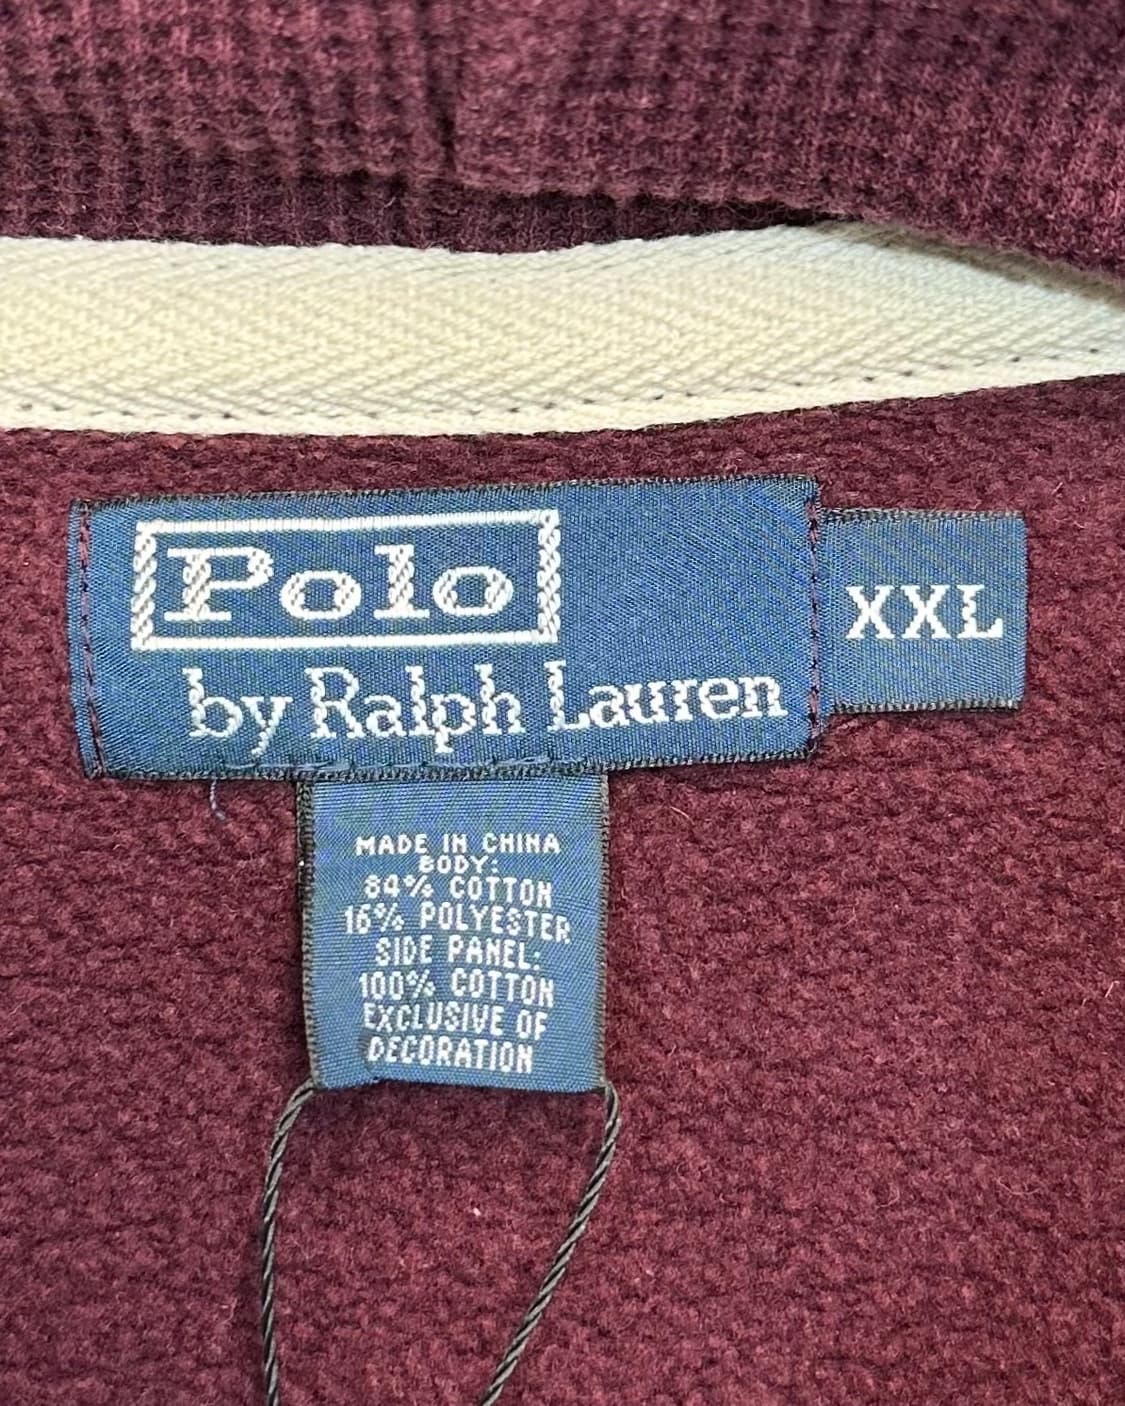 Polo
by Ralph Lauren
XXL
MADE IN CHINA
BODY:
84% COTTON
16% POLYESTER
SIDE PANEL:
100% COTTON
EXCLUSIVE OF
DECORATION